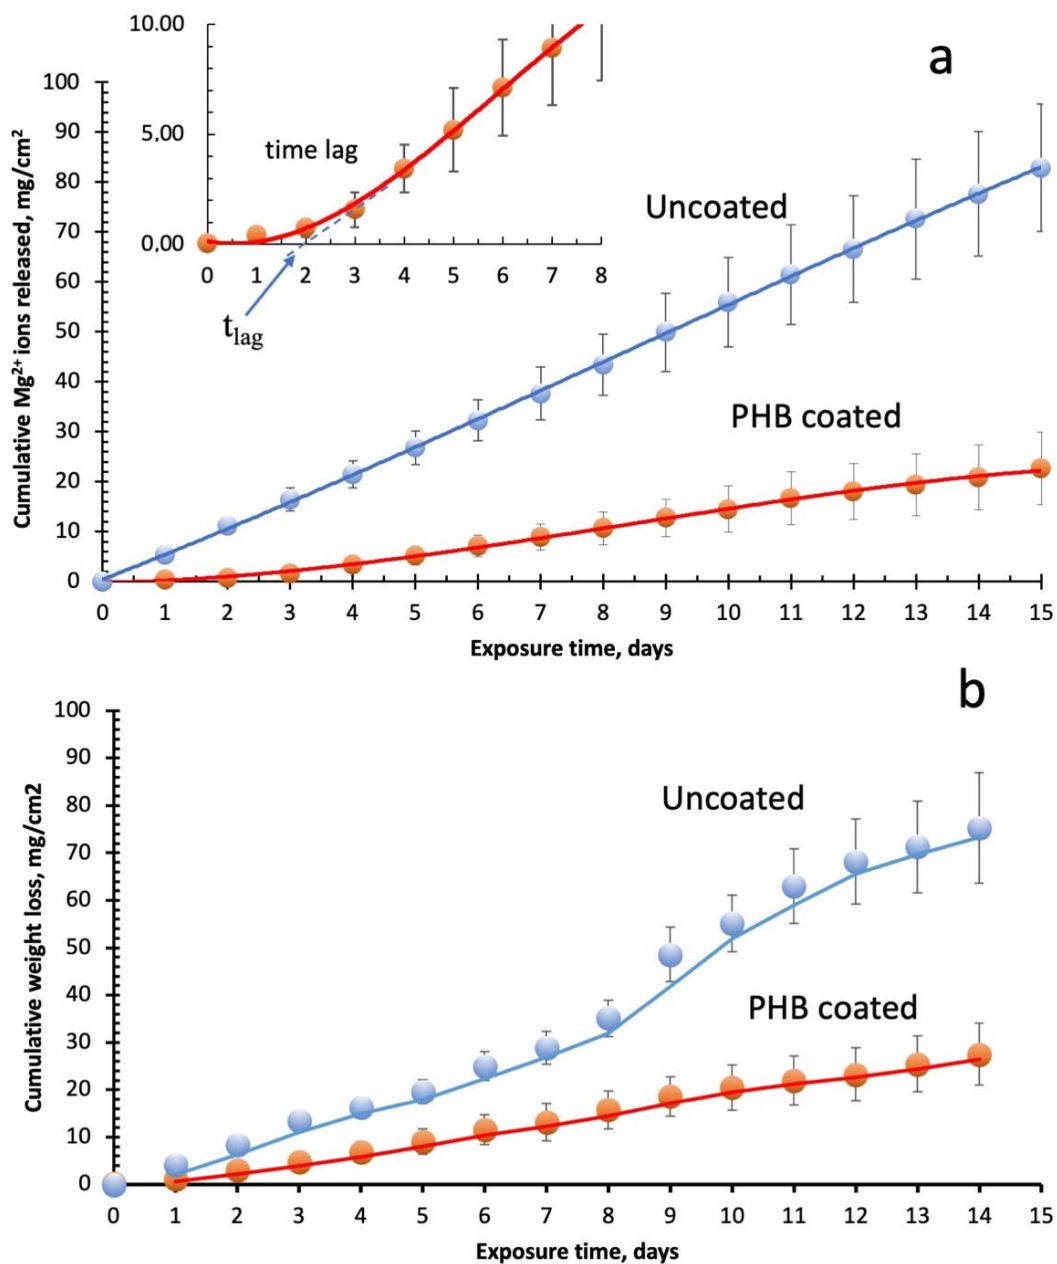 a
10.00
5,00
0,00
time lag
0 1 2 3 4 5 6 7 8
t_lag
Uncoated
PHB coated
Cumulative Mg²⁺ ions released, mg/cm²
100
90
80
70
60
50
40
30
20
10
0
0 1 2 3 4 5 6 7 8 9 10 11 12 13 14 15
Exposure time, days
b
Uncoated
PHB coated
Cumulative weight loss, mg/cm2
100
90
80
70
60
50
40
30
20
10
0
0 1 2 3 4 5 6 7 8 9 10 11 12 13 14 15
Exposure time, days